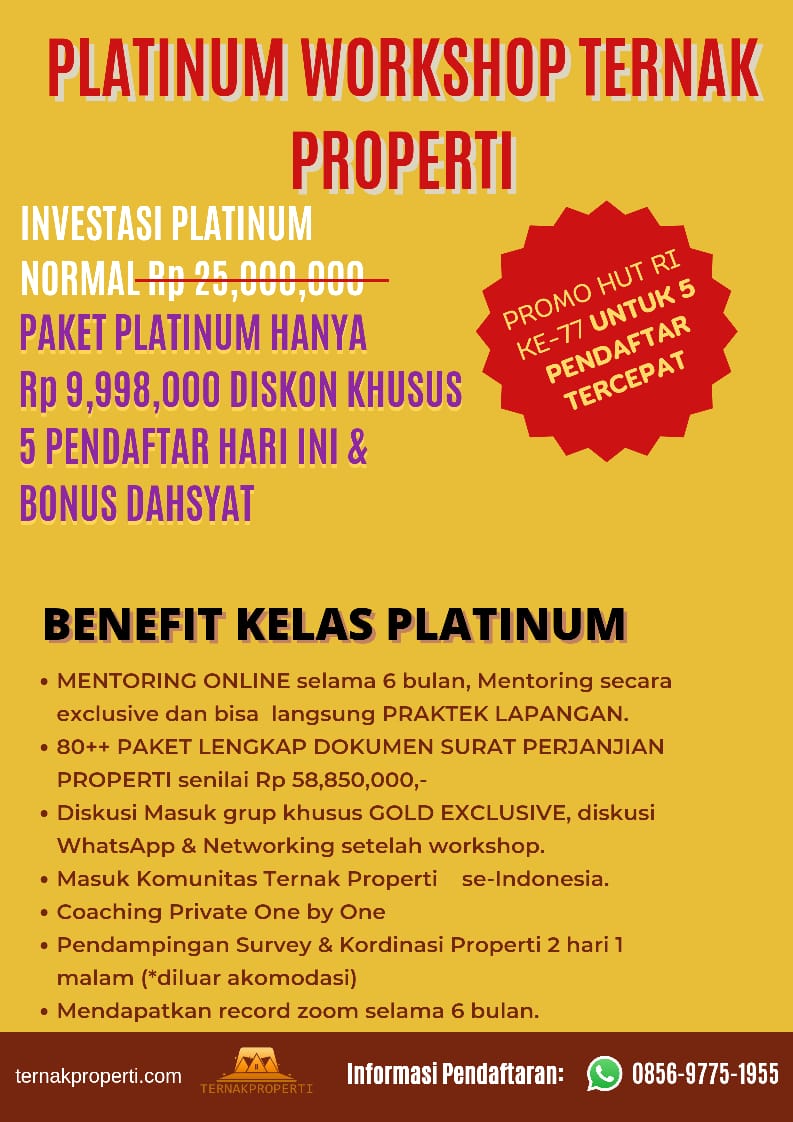 PLATINUM WORKSHOP TERNAK
PROPERTI
INVESTASI PLATINUM
NORMAL Rp 25,000,000
PAKET PLATINUM HANYA
Rp 9,998,000 DISKON KHUSUS
5 PENDAFTAR HARI INI &
BONUS DAHSYAT
PROMO HUT RI
KE-77 UNTUK 5
PENDAFTAR
TERCEPAT
BENEFIT KELAS PLATINUM
• MENTORING ONLINE selama 6 bulan, Mentoring secara
exclusive dan bisa langsung PRAKTEK LAPANGAN.
• 80++ PAKET LENGKAP DOKUMEN SURAT PERJANJIAN
PROPERTI senilai Rp 58,850,000,-
• Diskusi Masuk grup khusus GOLD EXCLUSIVE, diskusi
WhatsApp & Networking setelah workshop.
• Masuk Komunitas Ternak Properti se-Indonesia.
• Coaching Private One by One
• Pendampingan Survey & Kordinasi Properti 2 hari 1
malam (*diluar akomodasi)
• Mendapatkan record zoom selama 6 bulan.
ternakproperti.com
TERNAKPROPERTI
Informasi Pendaftaran:
0856-9775-1955